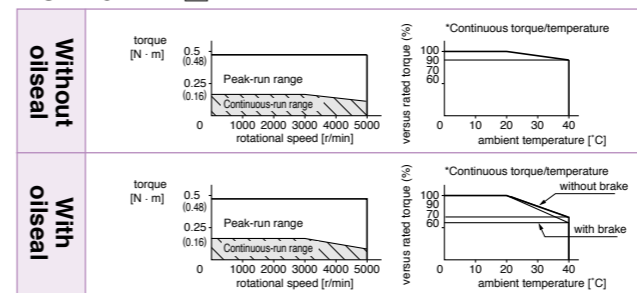 Without
oilseal
torque
[N · m]
0.5
(0.48)
0.25
(0.16)
Peak-run range
Continuous-run range
0 1000 2000 3000 4000 5000
rotational speed [r/min]
versus rated torque (%)
*Continuous torque/temperature
100
90
70
60
0 10 20 30 40
ambient temperature [˚C]
With
oilseal
torque
[N · m]
0.5
(0.48)
0.25
(0.16)
Peak-run range
Continuous-run range
0 1000 2000 3000 4000 5000
rotational speed [r/min]
versus rated torque (%)
*Continuous torque/temperature
100
90
70
60
without brake
with brake
0 10 20 30 40
ambient temperature [˚C]